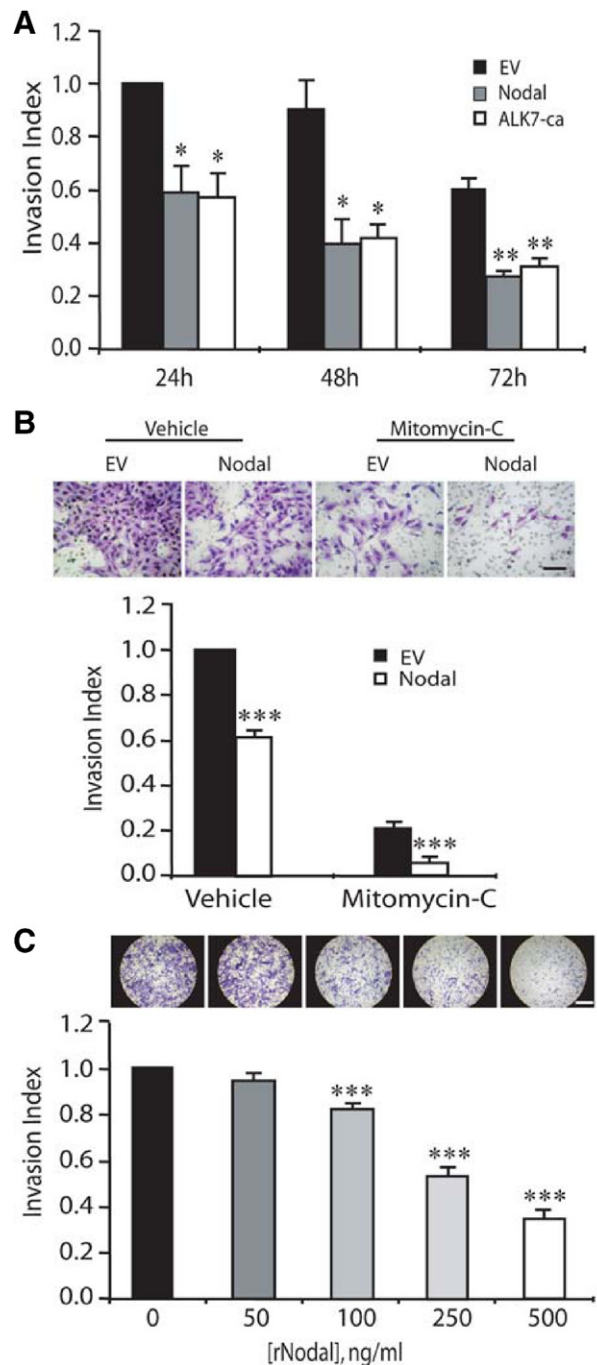 A
1.2
1.0
0.8
0.6
0.4
0.2
0.0
Invasion Index
EV
Nodal
ALK7-ca
* *
* *
** **
24h 48h 72h
B
Vehicle Mitomycin-C
EV Nodal EV Nodal
1.2
1.0
0.8
0.6
0.4
0.2
0.0
Invasion Index
EV
Nodal
***
***
Vehicle Mitomycin-C
C
1.2
1.0
0.8
0.6
0.4
0.2
0.0
Invasion Index
***
***
***
0 50 100 250 500
[rNodal], ng/ml